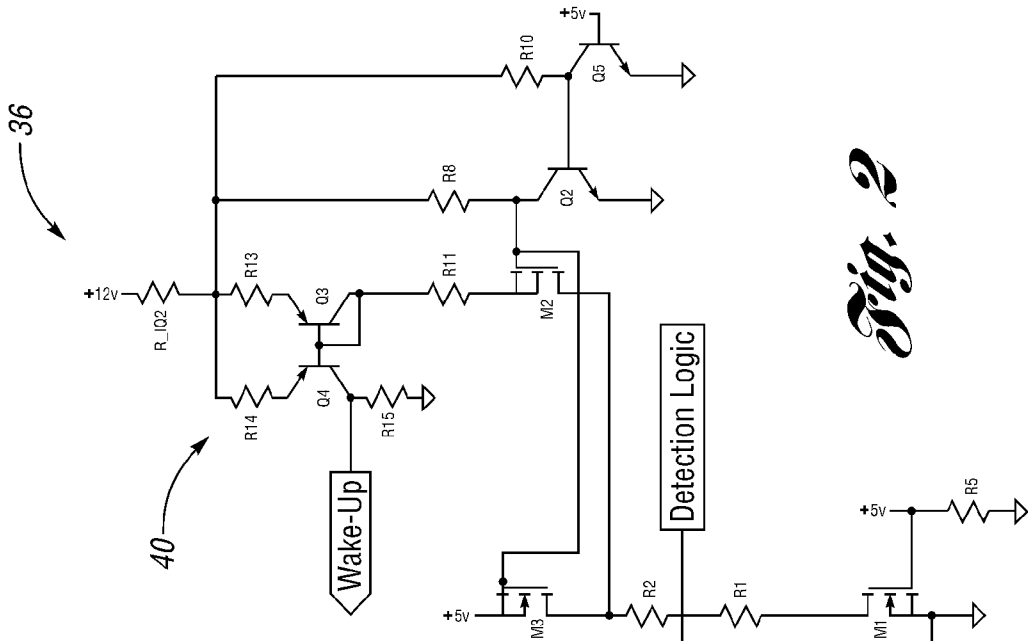 36
+12v
R_IQ2
+5v
R10
Q5
R8
Q2
R13
Q3
R14
Q4
R11
M2
R15
40
Wake-Up
+5v
M3
R2
Detection Logic
R1
+5v
M1
R5
Fig. 2